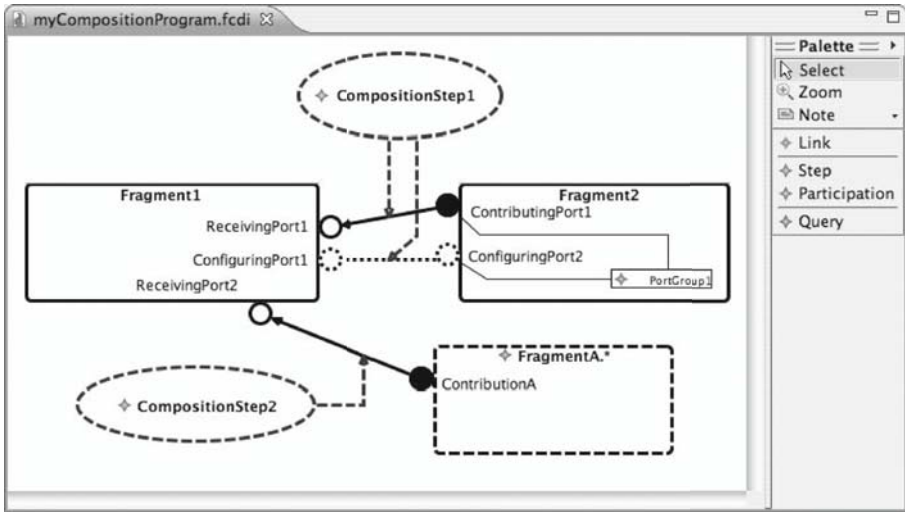 myCompositionProgram.fcdi
Palette
Select
Zoom
Note
Link
Step
Participation
Query
CompositionStep1
Fragment1
ReceivingPort1
ConfiguringPort1
ReceivingPort2
Fragment2
ContributingPort1
ConfiguringPort2
PortGroup1
FragmentA.*
ContributionA
CompositionStep2